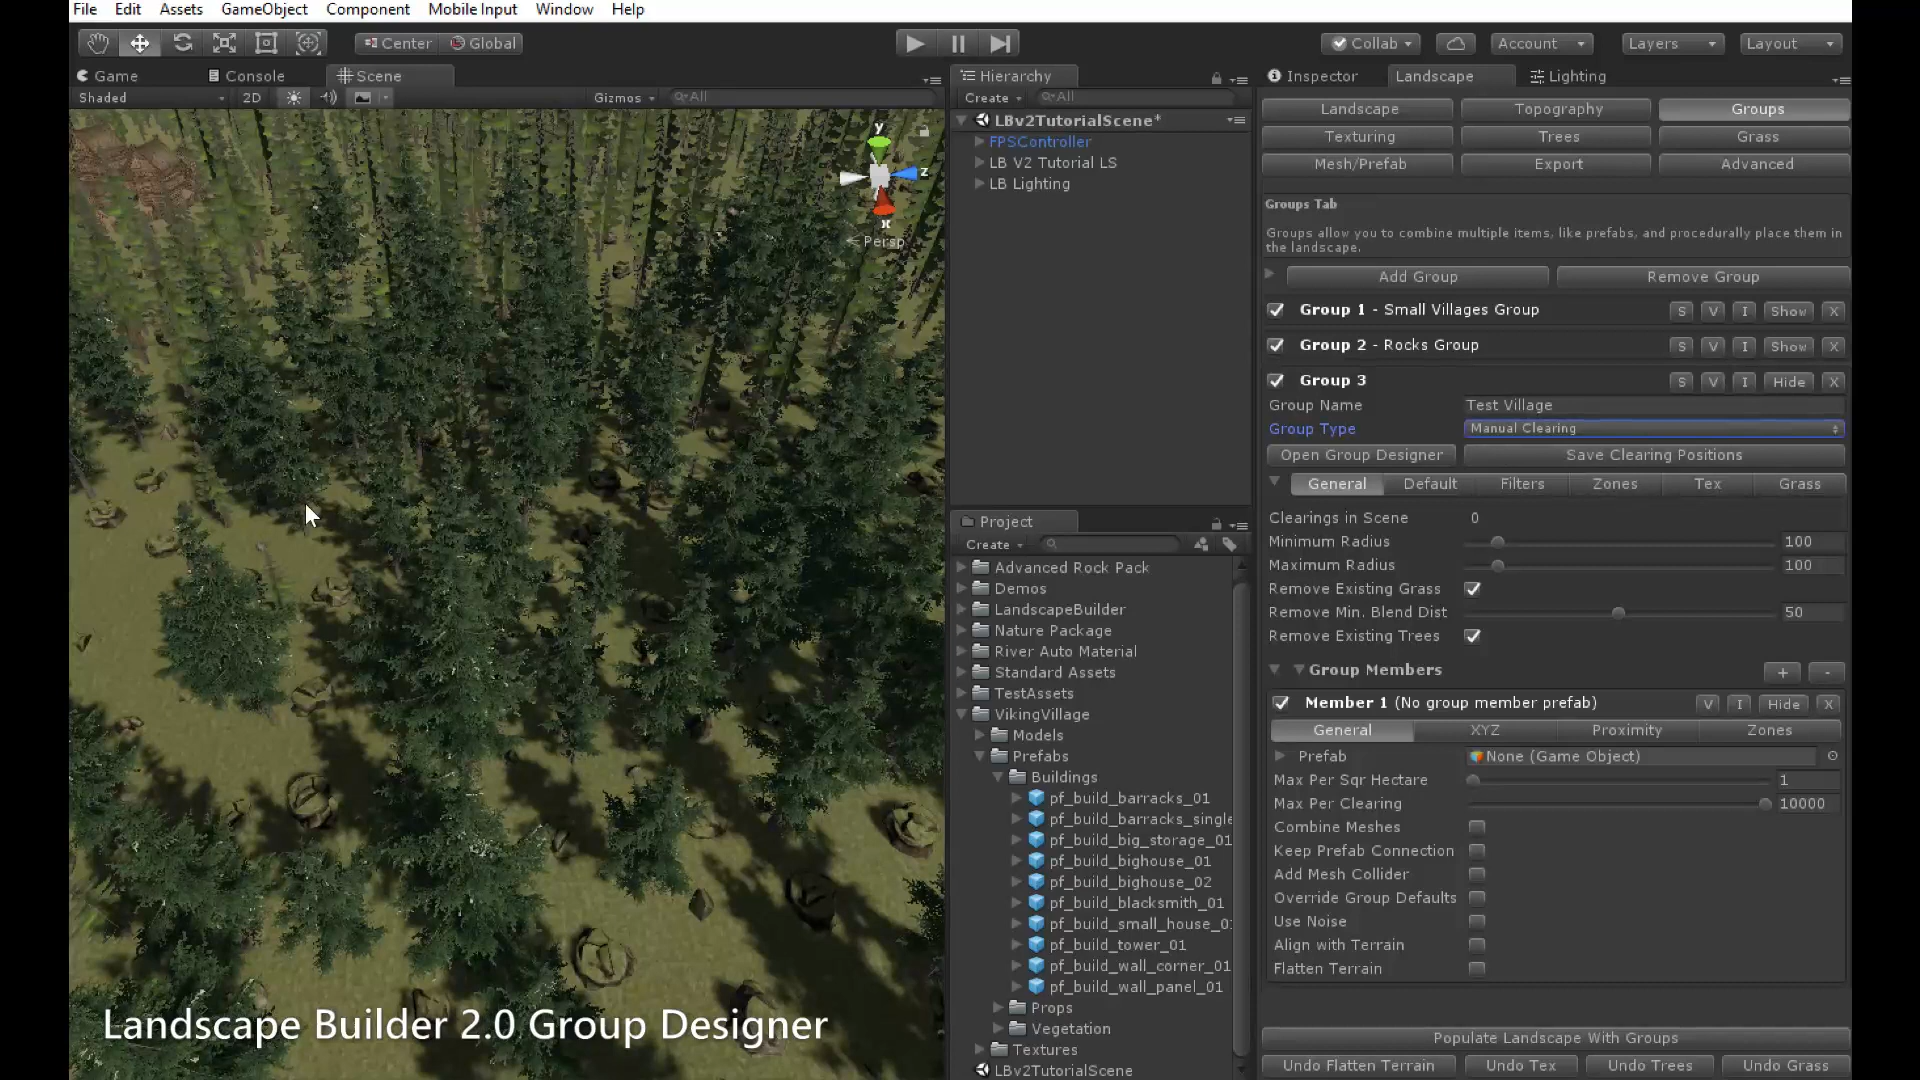 File Edit Assets GameObject Component Mobile Input Window Help
Center Global Collab Account Layers Layout
Game Console Scene
Shaded 2D Gizmos All
y
z
x
Persp
Hierarchy
Create All
LBv2TutorialScene*
FPSController
LB V2 Tutorial LS
LB Lighting
Project
Create
Advanced Rock Pack
Demos
LandscapeBuilder
Nature Package
River Auto Material
Standard Assets
TestAssets
VikingVillage
Models
Prefabs
Buildings
pf_build_barracks_01
pf_build_barracks_single
pf_build_big_storage_01
pf_build_bighouse_01
pf_build_bighouse_02
pf_build_blacksmith_01
pf_build_small_house_01
pf_build_tower_01
pf_build_wall_corner_01
pf_build_wall_panel_01
Props
Vegetation
Textures
LBv2TutorialScene
Inspector Landscape Lighting
Landscape Topography Groups
Texturing Trees Grass
Mesh/Prefab Export Advanced
Groups Tab
Groups allow you to combine multiple items, like prefabs, and procedurally place them in
the landscape.
Add Group Remove Group
Group 1 - Small Villages Group S V I Show X
Group 2 - Rocks Group S V I Show X
Group 3 S V I Hide X
Group Name Test Village
Group Type Manual Clearing
Open Group Designer Save Clearing Positions
General Default Filters Zones Tex Grass
Clearings in Scene 0
Minimum Radius 100
Maximum Radius 100
Remove Existing Grass
Remove Min. Blend Dist 50
Remove Existing Trees
Group Members + -
Member 1 (No group member prefab) V I Hide X
General XYZ Proximity Zones
Prefab None (Game Object)
Max Per Sqr Hectare 1
Max Per Clearing 10000
Combine Meshes
Keep Prefab Connection
Add Mesh Collider
Override Group Defaults
Use Noise
Align with Terrain
Flatten Terrain
Populate Landscape With Groups
Undo Flatten Terrain Undo Tex Undo Trees Undo Grass
Landscape Builder 2.0 Group Designer